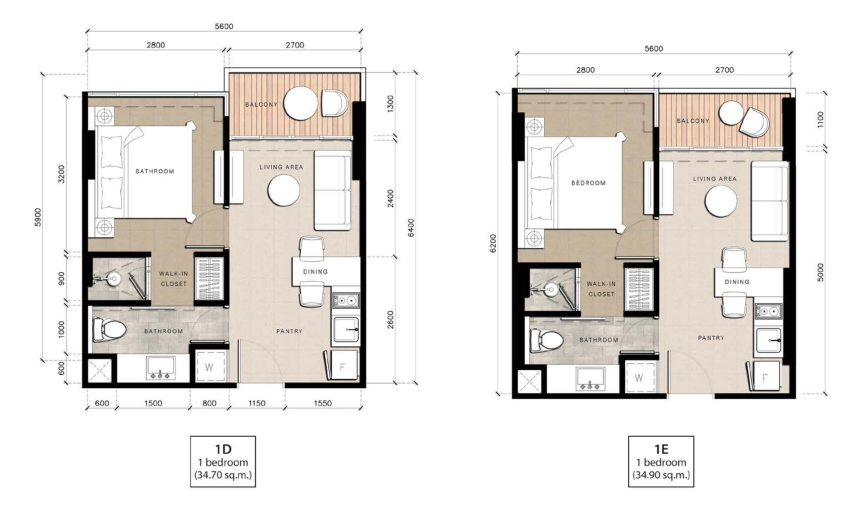 5600
2800
2700
BALCONY
1300
BATHROOM
LIVING AREA
3200
2400
5900
6400
900
WALK-IN
CLOSET
DINING
1000
BATHROOM
PANTRY
2600
600
W
F
600
1500
800
1150
1550
1D
1 bedroom
(34.70 sq.m.)
5600
2800
2700
BALCONY
1100
BEDROOM
LIVING AREA
6200
5000
WALK-IN
CLOSET
DINING
BATHROOM
PANTRY
W
F
1E
1 bedroom
(34.90 sq.m.)